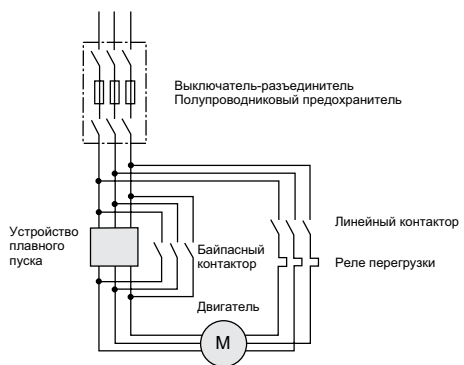 Выключатель-разъединитель
Полупроводниковый предохранитель
Линейный контактор
Устройство
плавного
пуска
Байпасный
контактор
Реле перегрузки
Двигатель
M